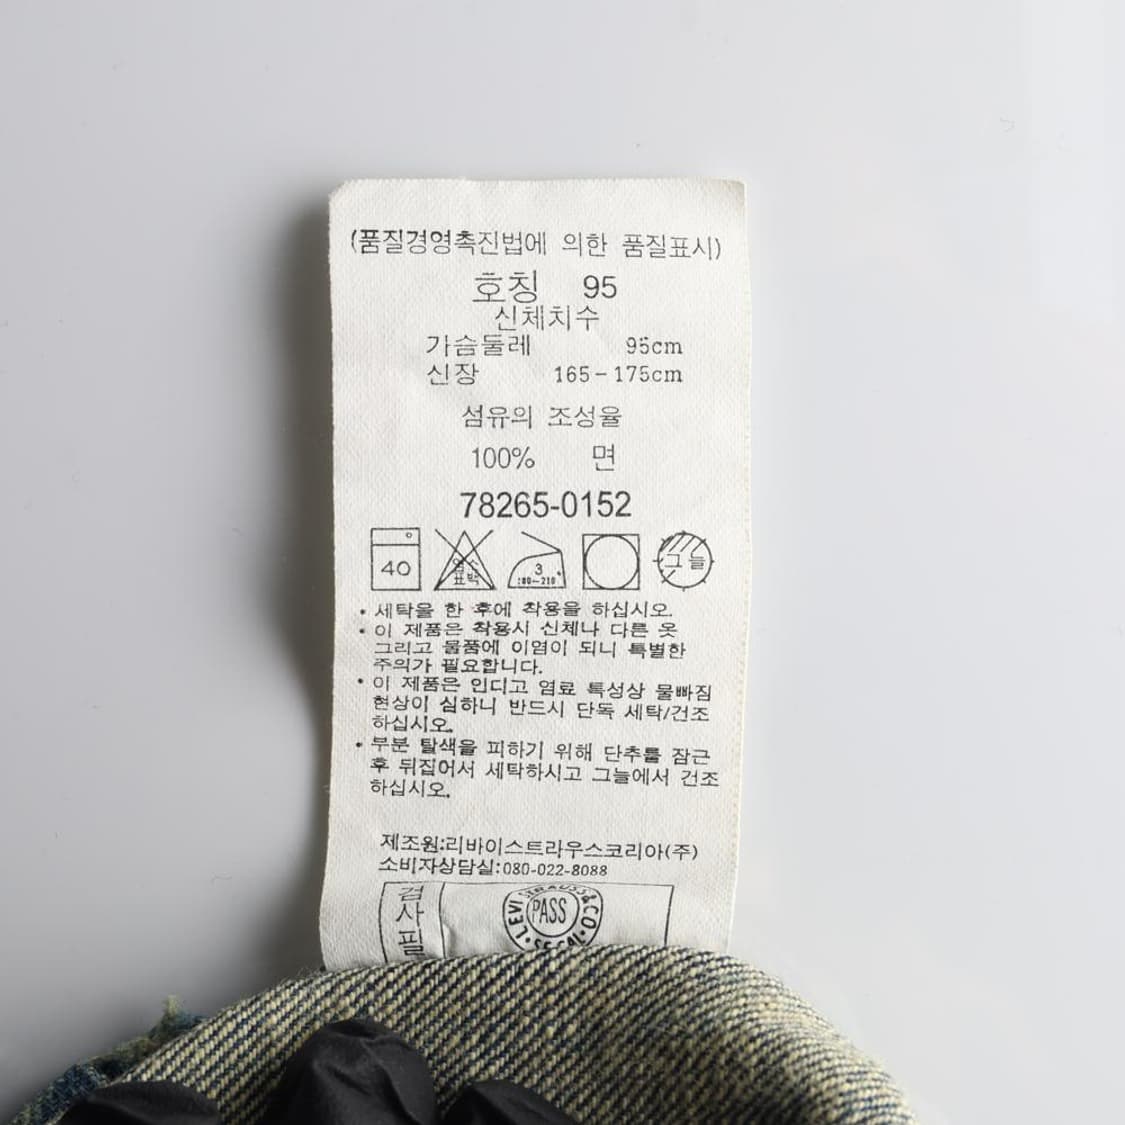 (품질경영촉진법에 의한 품질표시)
호칭 95
신체치수
가슴둘레 95cm
신장 165-175cm
섬유의 조성율
100% 면
78265-0152
40 염소 표백 3 180~210° 그늘
• 세탁을 한 후에 착용을 하십시오.
• 이 제품은 착용시 신체나 다른 옷
그리고 물품에 이염이 되니 특별한
주의가 필요합니다.
• 이 제품은 인디고 염료 특성상 물빠짐
현상이 심하니 반드시 단독 세탁/건조
하십시오.
• 부분 탈색을 피하기 위해 단추를 잠근
후 뒤집어서 세탁하시고 그늘에서 건조
하십시오.
제조원:리바이스트라우스코리아(주)
소비자상담실:080-022-8088
검사필
LEVI STRAUSS & CO.
PASS